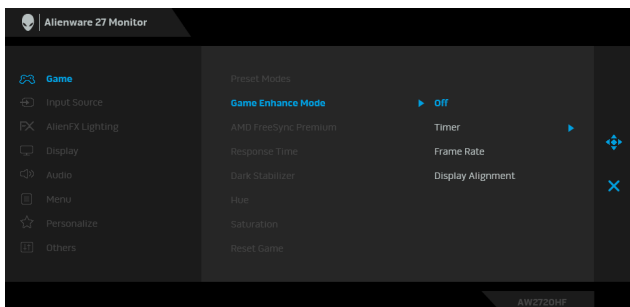 Alienware 27 Monitor
Game
Input Source
AlienFX Lighting
Display
Audio
Menu
Personalize
Others
Preset Modes
Game Enhance Mode
AMD FreeSync Premium
Response Time
Dark Stabilizer
Hue
Saturation
Reset Game
Off
Timer
Frame Rate
Display Alignment
AW2720HF